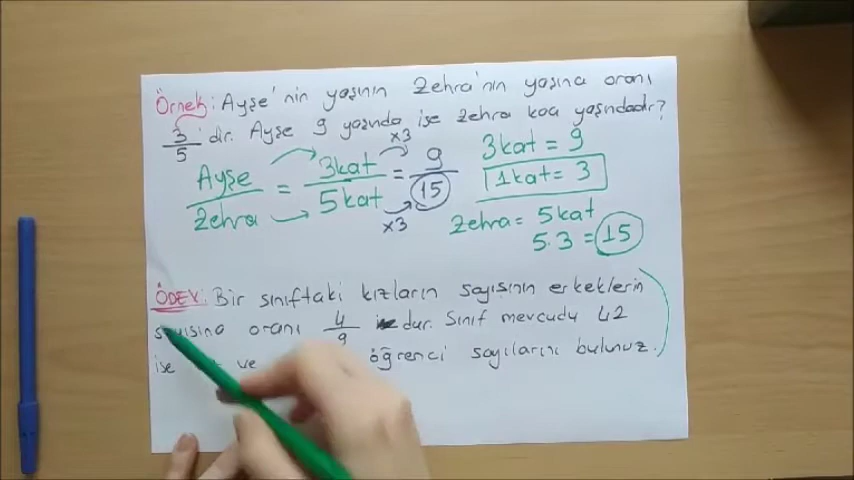 Örnek: Ayşe'nin yaşının Zehra'nın yaşına oranı
3/5 'dir. Ayşe 9 yaşında ise Zehra kaç yaşındadır?
Ayşe/Zehra = 3kat/5kat = 9/15
x3
x3
3kat = 9
1kat = 3
Zehra = 5kat
5.3 = 15
ÖDEV: Bir sınıftaki kızların sayısının erkeklerin
sayısına oranı 4/9 dur. Sınıf mevcudu 42
ise ve öğrenci sayılarını bulunuz.